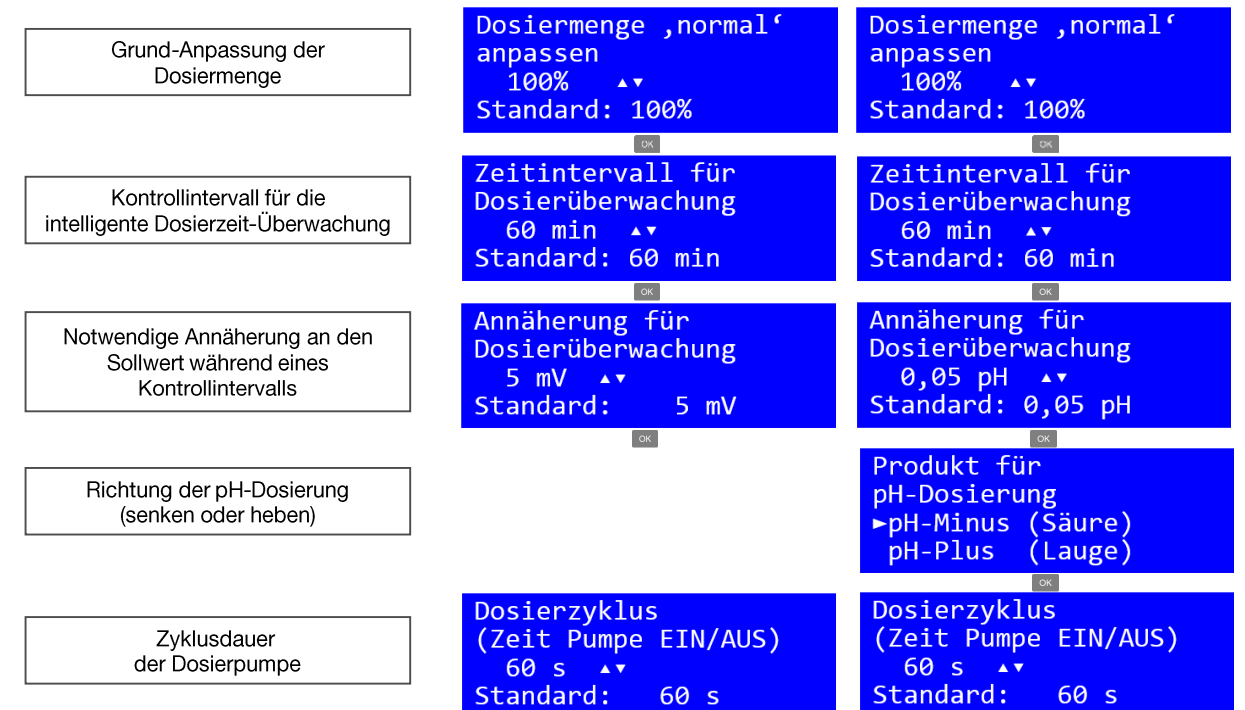 Grund-Anpassung der
Dosiermenge
Dosiermenge ‚normal‘
anpassen
100% ▲▼
Standard: 100%
OK
Dosiermenge ‚normal‘
anpassen
100% ▲▼
Standard: 100%
OK
Kontrollintervall für die
intelligente Dosierzeit-Überwachung
Zeitintervall für
Dosierüberwachung
60 min ▲▼
Standard: 60 min
OK
Zeitintervall für
Dosierüberwachung
60 min ▲▼
Standard: 60 min
OK
Notwendige Annäherung an den
Sollwert während eines
Kontrollintervalls
Annäherung für
Dosierüberwachung
5 mV ▲▼
Standard: 5 mV
OK
Annäherung für
Dosierüberwachung
0,05 pH ▲▼
Standard: 0,05 pH
OK
Richtung der pH-Dosierung
(senken oder heben)
Produkt für
pH-Dosierung
►pH-Minus (Säure)
pH-Plus (Lauge)
OK
Zyklusdauer
der Dosierpumpe
Dosierzyklus
(Zeit Pumpe EIN/AUS)
60 s ▲▼
Standard: 60 s
Dosierzyklus
(Zeit Pumpe EIN/AUS)
60 s ▲▼
Standard: 60 s